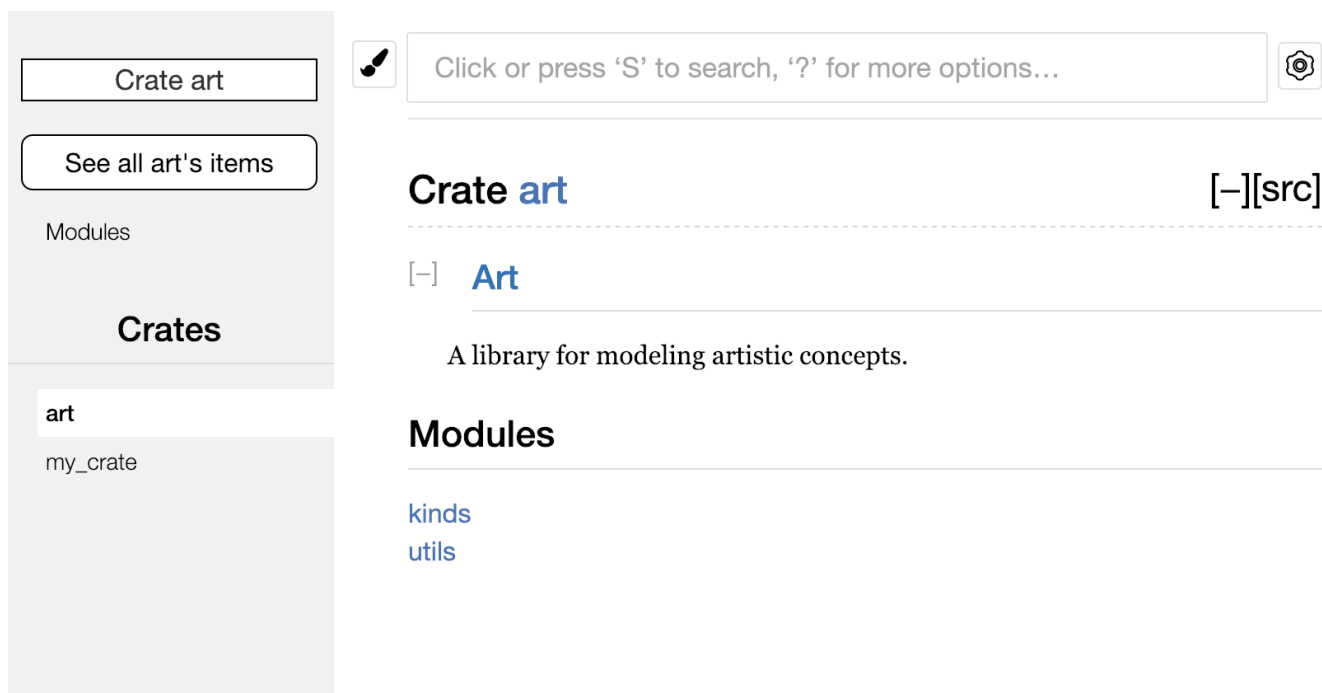 Crate art
See all art's items
Modules
Crates
art
my_crate
Click or press ‘S’ to search, ‘?’ for more options…
Crate art [−][src]
[−] Art
A library for modeling artistic concepts.
Modules
kinds
utils